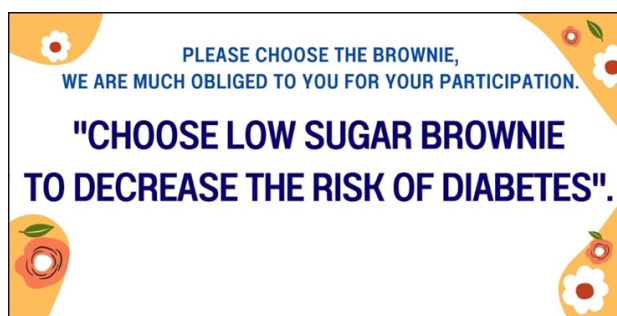 PLEASE CHOOSE THE BROWNIE,
WE ARE MUCH OBLIGED TO YOU FOR YOUR PARTICIPATION.
"CHOOSE LOW SUGAR BROWNIE
TO DECREASE THE RISK OF DIABETES".